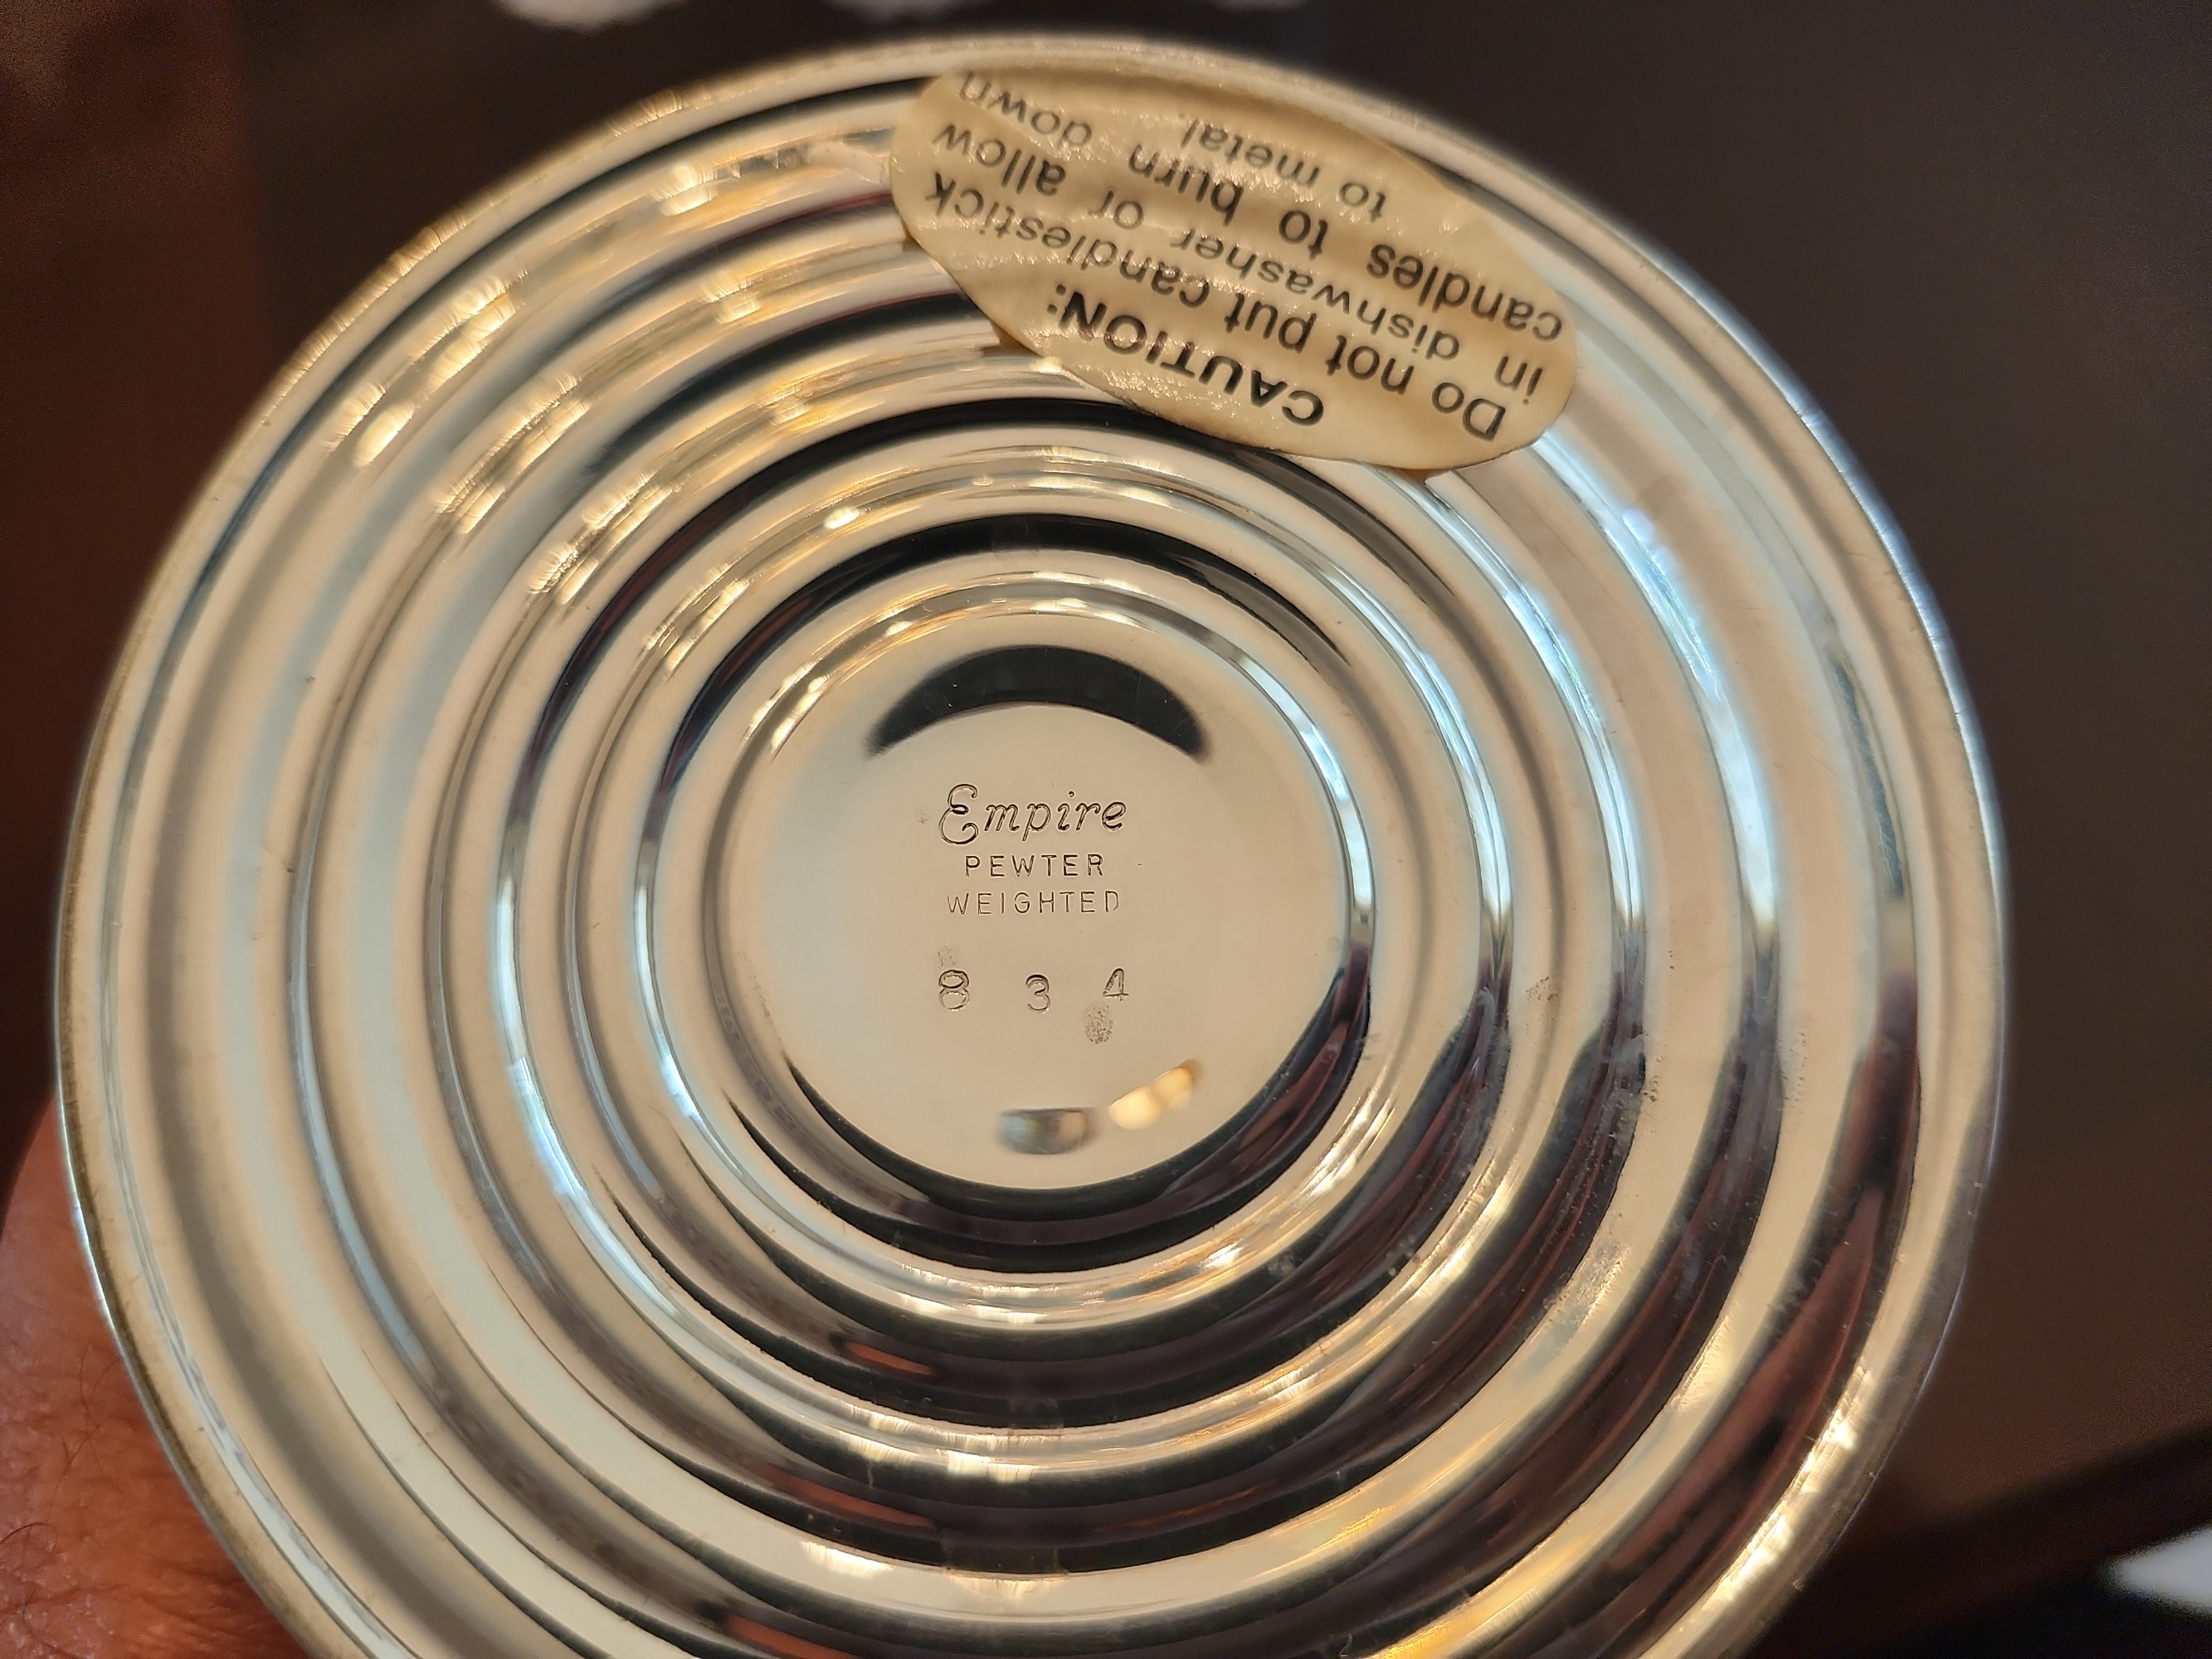 CAUTION:
Do not put candlestick
in dishwasher or allow
candles to burn down
to metal.
Empire
PEWTER
WEIGHTED
8 3 4